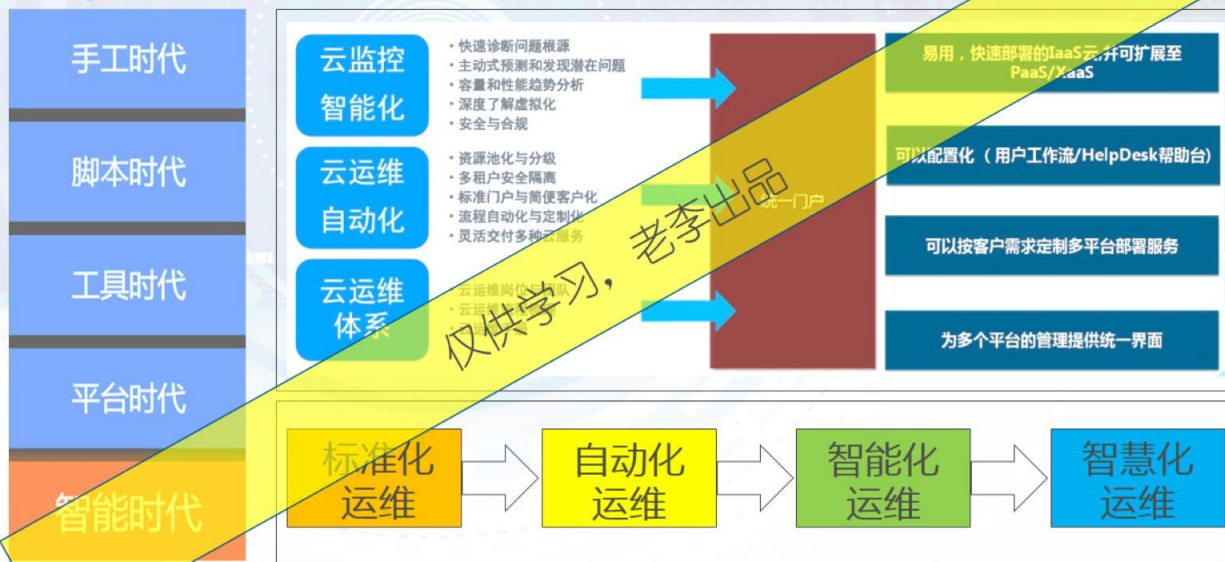 手工时代
脚本时代
工具时代
平台时代
智能时代
云监控
智能化
・快速诊断问题根源
・主动式预测和发现潜在问题
・容量和性能趋势分析
・深度了解虚拟化
・安全与合规
云运维
自动化
・资源池化与分级
・多租户安全隔离
・标准门户与简便客户化
・流程自动化与定制化
・灵活交付多种云服务
云运维
体系
・云运维岗位与团队
・云运维
统一门户
易用，快速部署的IaaS云,并可扩展至
PaaS/XaaS
可以配置化（用户工作流/HelpDesk帮助台)
可以按客户需求定制多平台部署服务
为多个平台的管理提供统一界面
仅供学习，老李出品
标准化
运维
自动化
运维
智能化
运维
智慧化
运维